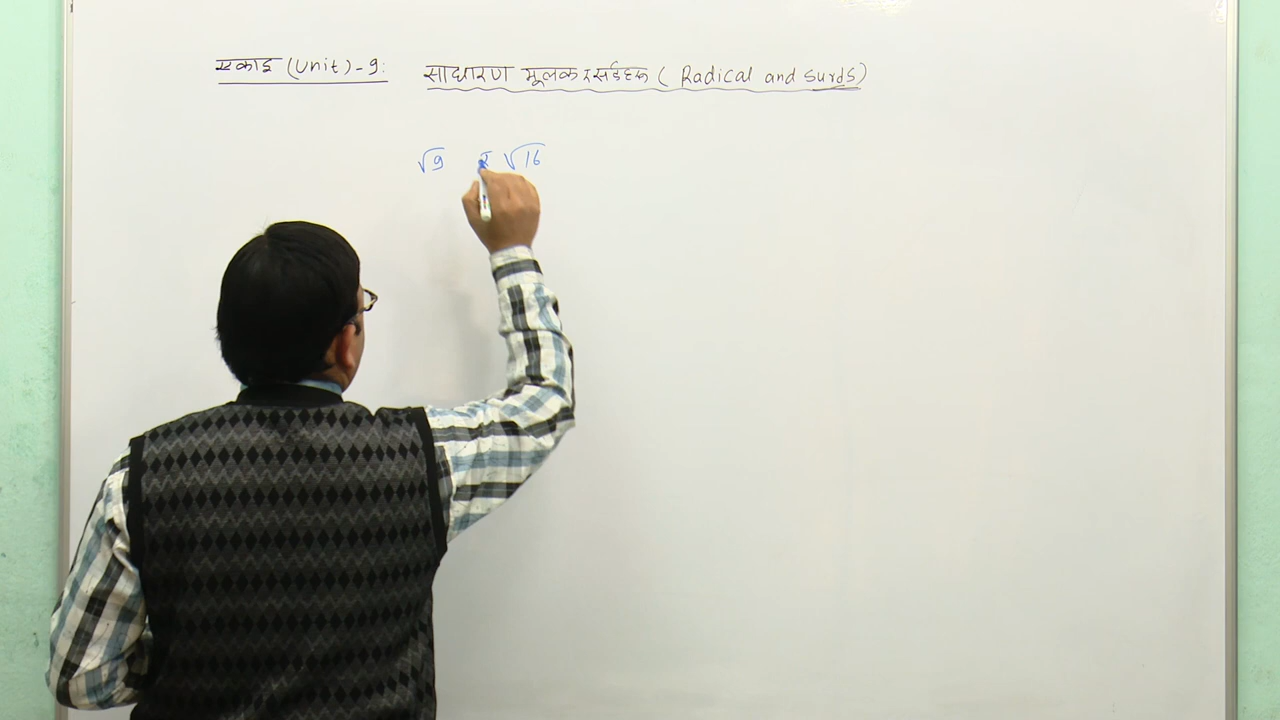 एकाइ (Unit) - 9: साधारण मूलक र सर्डहरू ( Radical and Surds)
√9 र √16